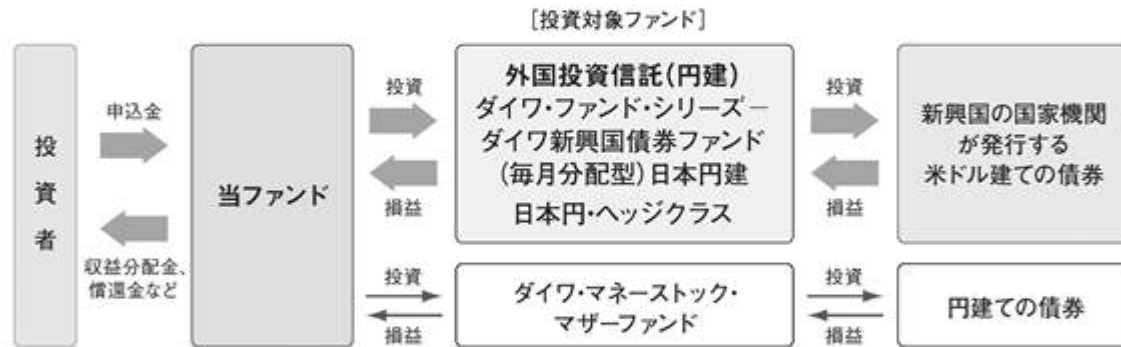 [投資対象ファンド]
投資者
申込金
収益分配金、
償還金など
当ファンド
投資
損益
外国投資信託(円建)
ダイワ・ファンド・シリーズ－
ダイワ新興国債券ファンド
(毎月分配型)日本円建
日本円・ヘッジクラス
投資
損益
新興国の国家機関
が発行する
米ドル建ての債券
投資
損益
ダイワ・マネーストック・
マザーファンド
投資
損益
円建ての債券